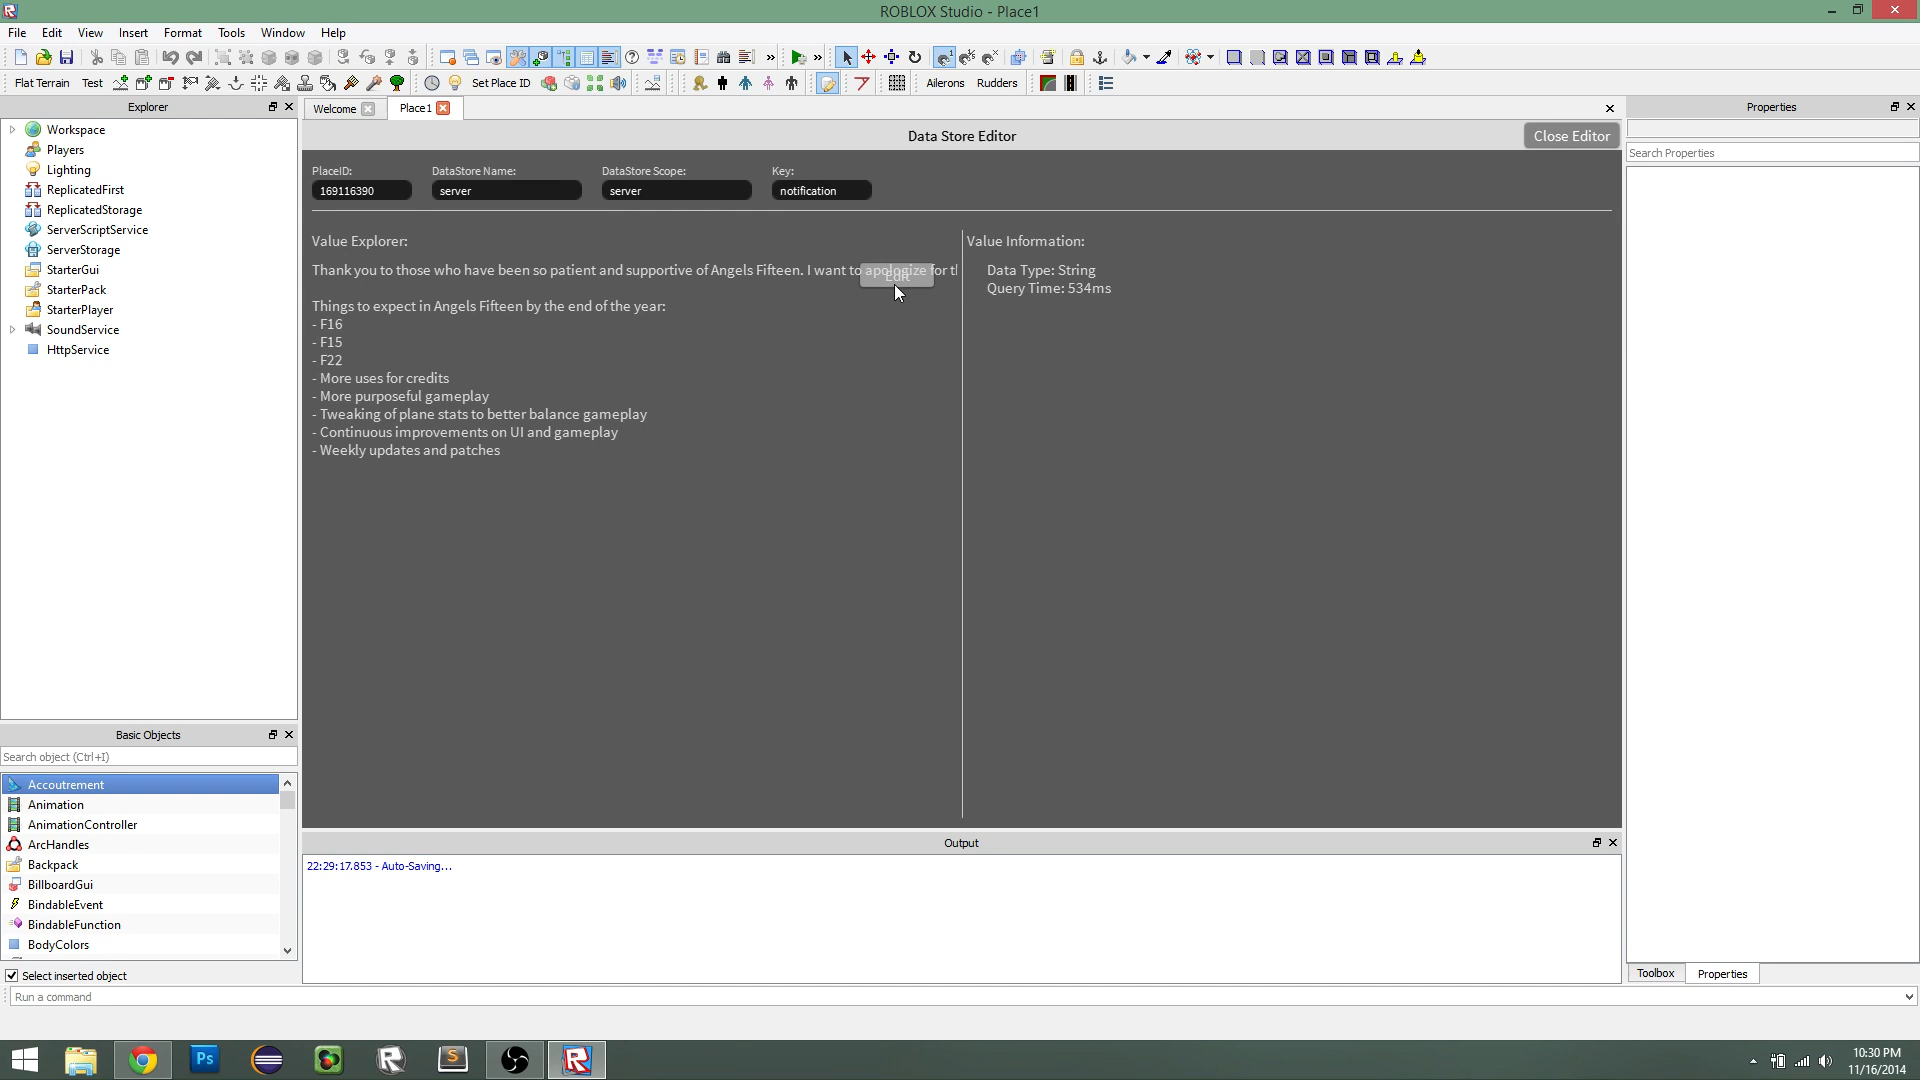 ROBLOX Studio - Place1
File Edit View Insert Format Tools Window Help
Flat Terrain Test Set Place ID Ailerons Rudders
Explorer
Workspace
Players
Lighting
ReplicatedFirst
ReplicatedStorage
ServerScriptService
ServerStorage
StarterGui
StarterPack
StarterPlayer
SoundService
HttpService
Basic Objects
Search object (Ctrl+I)
Accoutrement
Animation
AnimationController
ArcHandles
Backpack
BillboardGui
BindableEvent
BindableFunction
BodyColors
Select inserted object
Run a command
Welcome Place1
Data Store Editor
Close Editor
PlaceID: DataStore Name: DataStore Scope: Key:
169116390 server server notification
Value Explorer:
Thank you to those who have been so patient and supportive of Angels Fifteen. I want to apologize for tl
Edit
Things to expect in Angels Fifteen by the end of the year:
- F16
- F15
- F22
- More uses for credits
- More purposeful gameplay
- Tweaking of plane stats to better balance gameplay
- Continuous improvements on UI and gameplay
- Weekly updates and patches
Value Information:
Data Type: String
Query Time: 534ms
Output
22:29:17.853 - Auto-Saving...
Properties
Search Properties
Toolbox Properties
Ps
S
10:30 PM
11/16/2014